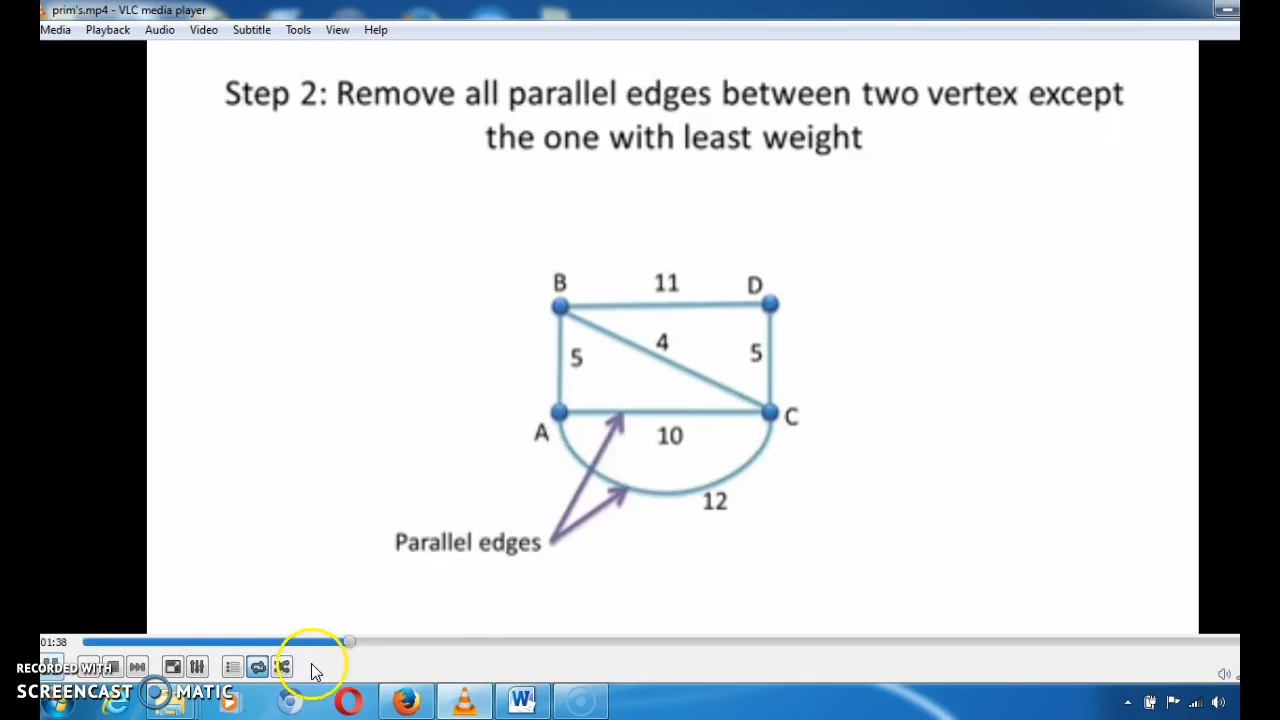 prim's.mp4 - VLC media player
Media Playback Audio Video Subtitle Tools View Help
Step 2: Remove all parallel edges between two vertex except
the one with least weight
B 11 D
5 4 5
A 10 C
12
Parallel edges
01:38
RECORDED WITH
SCREENCAST MATIC
W